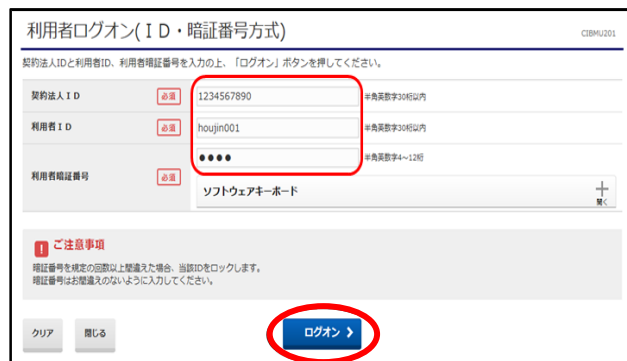 利用者ログオン(ＩＤ・暗証番号方式)
CIBMU201
契約法人IDと利用者ID、利用者暗証番号を入力の上、「ログオン」ボタンを押してください。
契約法人ＩＤ 必須 1234567890 半角英数字30桁以内
利用者ＩＤ 必須 houjin001 半角英数字30桁以内
●●●● 半角英数字4～12桁
利用者暗証番号 必須
ソフトウェアキーボード 開く
ご注意事項
暗証番号を規定の回数以上間違えた場合、当該IDをロックします。
暗証番号はお間違えのないように入力してください。
クリア 閉じる ログオン